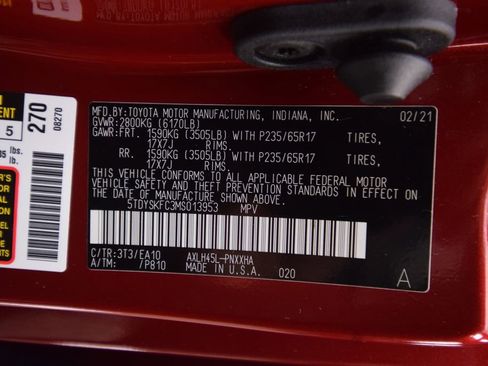 MFD.BY:TOYOTA MOTOR MANUFACTURING, INDIANA, INC. 02/21
GVWR:2800KG (6170LB)
GAWR:FRT. 1590KG (3505LB) WITH P235/65R17 TIRES,
17X7J RIMS.
RR. 1590KG (3505LB) WITH P235/65R17 TIRES,
17X7J RIMS.
THIS VEHICLE CONFORMS TO ALL APPLICABLE FEDERAL MOTOR
VEHICLE SAFETY AND THEFT PREVENTION STANDARDS IN EFFECT
ON THE DATE OF MANUFACTURE SHOWN ABOVE.
5TDYSKFC3MS013953 MPV
C/TR:3T3/EA10 AXLH45L-PNXXHA
A/TM: /P810 MADE IN U.S.A. 020
A
270
08270
5
lbs.
lb.